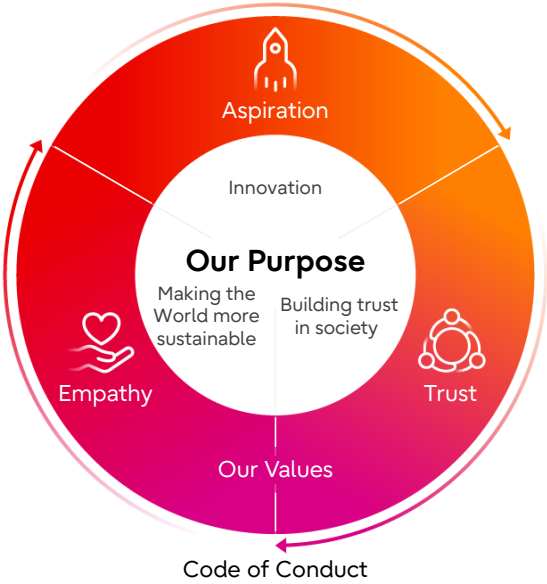 Aspiration
Innovation
Our Purpose
Making the
World more
sustainable
Building trust
in society
Empathy
Trust
Our Values
Code of Conduct